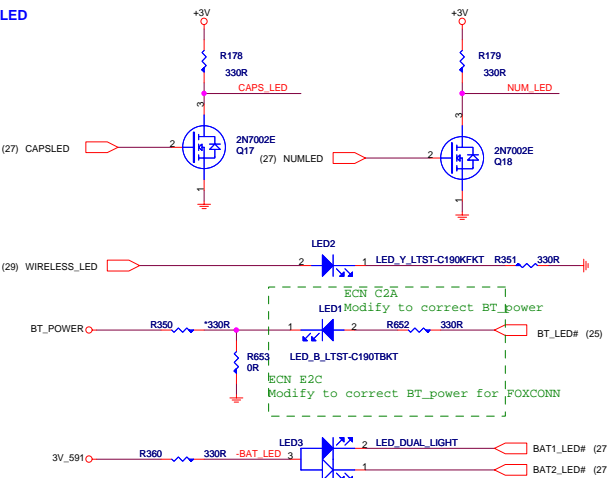 LED
+3V
+3V
R178
330R
R179
330R
CAPS_LED
NUM_LED
3
3
(27) CAPSLED
2
2N7002E
Q17
(27) NUMLED
2
2N7002E
Q18
1
1
LED2
(29) WIRELESS_LED
2
1
LED_Y_LTST-C190KFKT
R351
330R
ECN C2A
Modify to correct BT_power
LED1
BT_POWER
R350
*330R
1
2
R652
330R
BT_LED# (25)
R653
0R
LED_B_LTST-C190TBKT
ECN E2C
Modify to correct BT_power for FOXCONN
LED3
2
LED_DUAL_LIGHT
BAT1_LED# (27
3V_591
R360
330R
-BAT_LED
3
1
BAT2_LED# (27